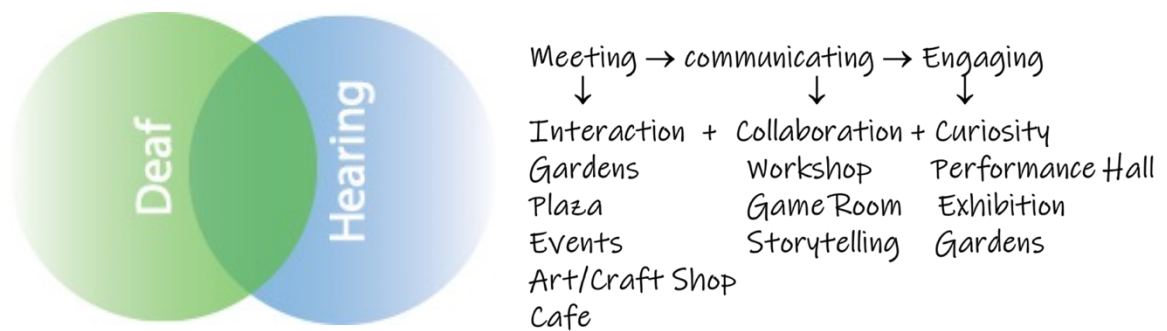 Deaf
Hearing
Meeting → communicating → Engaging
↓ ↓ ↓
Interaction + Collaboration + Curiosity
Gardens Workshop Performance Hall
Plaza Game Room Exhibition
Events Storytelling Gardens
Art/Craft Shop
Cafe